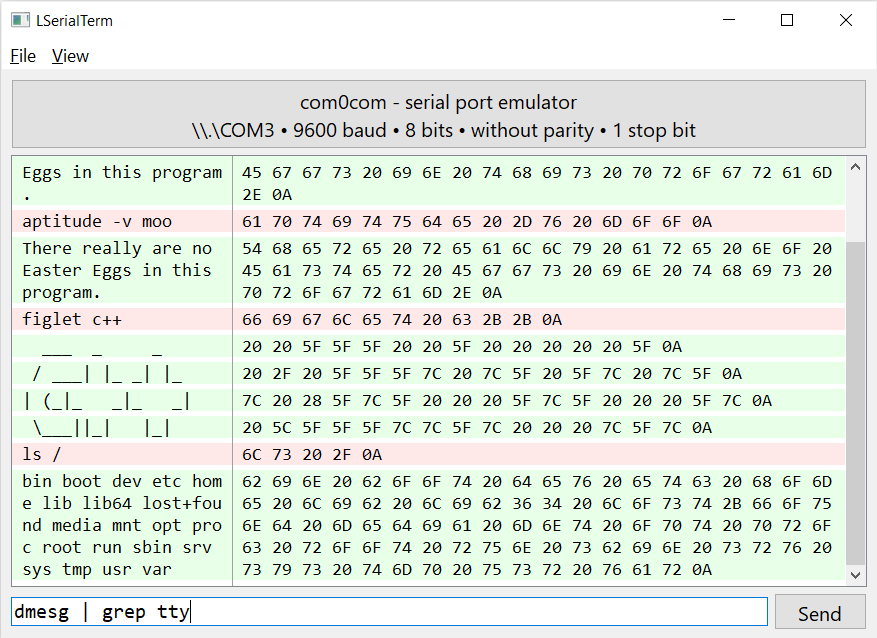 LSerialTerm
File View
com0com - serial port emulator
\\.\COM3 • 9600 baud • 8 bits • without parity • 1 stop bit
Eggs in this program 45 67 67 73 20 69 6E 20 74 68 69 73 20 70 72 6F 67 72 61 6D
. 2E 0A
aptitude -v moo 61 70 74 69 74 75 64 65 20 2D 76 20 6D 6F 6F 0A
There really are no 54 68 65 72 65 20 72 65 61 6C 6C 79 20 61 72 65 20 6E 6F 20
Easter Eggs in this 45 61 73 74 65 72 20 45 67 67 73 20 69 6E 20 74 68 69 73 20
program. 70 72 6F 67 72 61 6D 2E 0A
figlet c++ 66 69 67 6C 65 74 20 63 2B 2B 0A
  ___  _     _ 20 20 5F 5F 5F 20 20 5F 20 20 20 20 20 5F 0A
 / ___| |_ _| |_ 20 2F 20 5F 5F 5F 7C 20 7C 5F 20 5F 7C 20 7C 5F 0A
| (_|_   _|_   _| 7C 20 28 5F 7C 5F 20 20 20 5F 7C 5F 20 20 20 5F 7C 0A
 \___||_|   |_| 20 5C 5F 5F 5F 7C 7C 5F 7C 20 20 20 7C 5F 7C 0A
ls / 6C 73 20 2F 0A
bin boot dev etc hom 62 69 6E 20 62 6F 6F 74 20 64 65 76 20 65 74 63 20 68 6F 6D
e lib lib64 lost+fou 65 20 6C 69 62 20 6C 69 62 36 34 20 6C 6F 73 74 2B 66 6F 75
nd media mnt opt pro 6E 64 20 6D 65 64 69 61 20 6D 6E 74 20 6F 70 74 20 70 72 6F
c root run sbin srv 63 20 72 6F 6F 74 20 72 75 6E 20 73 62 69 6E 20 73 72 76 20
sys tmp usr var 73 79 73 20 74 6D 70 20 75 73 72 20 76 61 72 0A
dmesg | grep tty Send